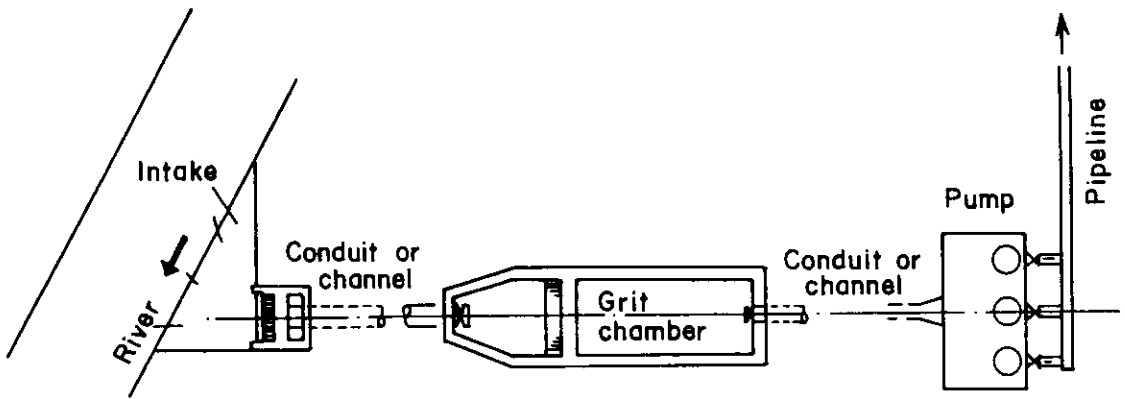 Intake
River
Conduit or
channel
Grit
chamber
Conduit or
channel
Pump
Pipeline